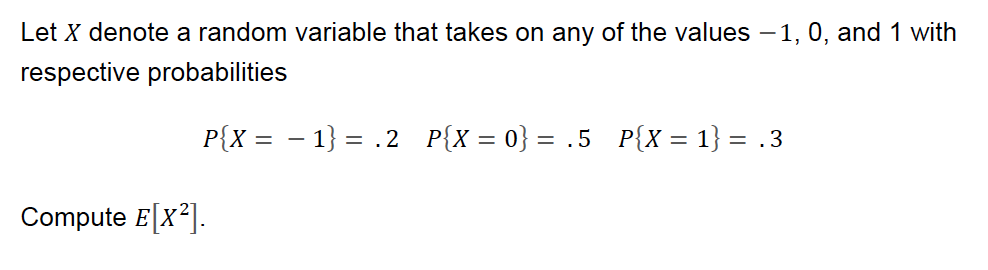 Let X denote a random variable that takes on any of the values −1, 0, and 1 with
respective probabilities
P{X = − 1} = .2 P{X = 0} = .5 P{X = 1} = .3
Compute E[X²].